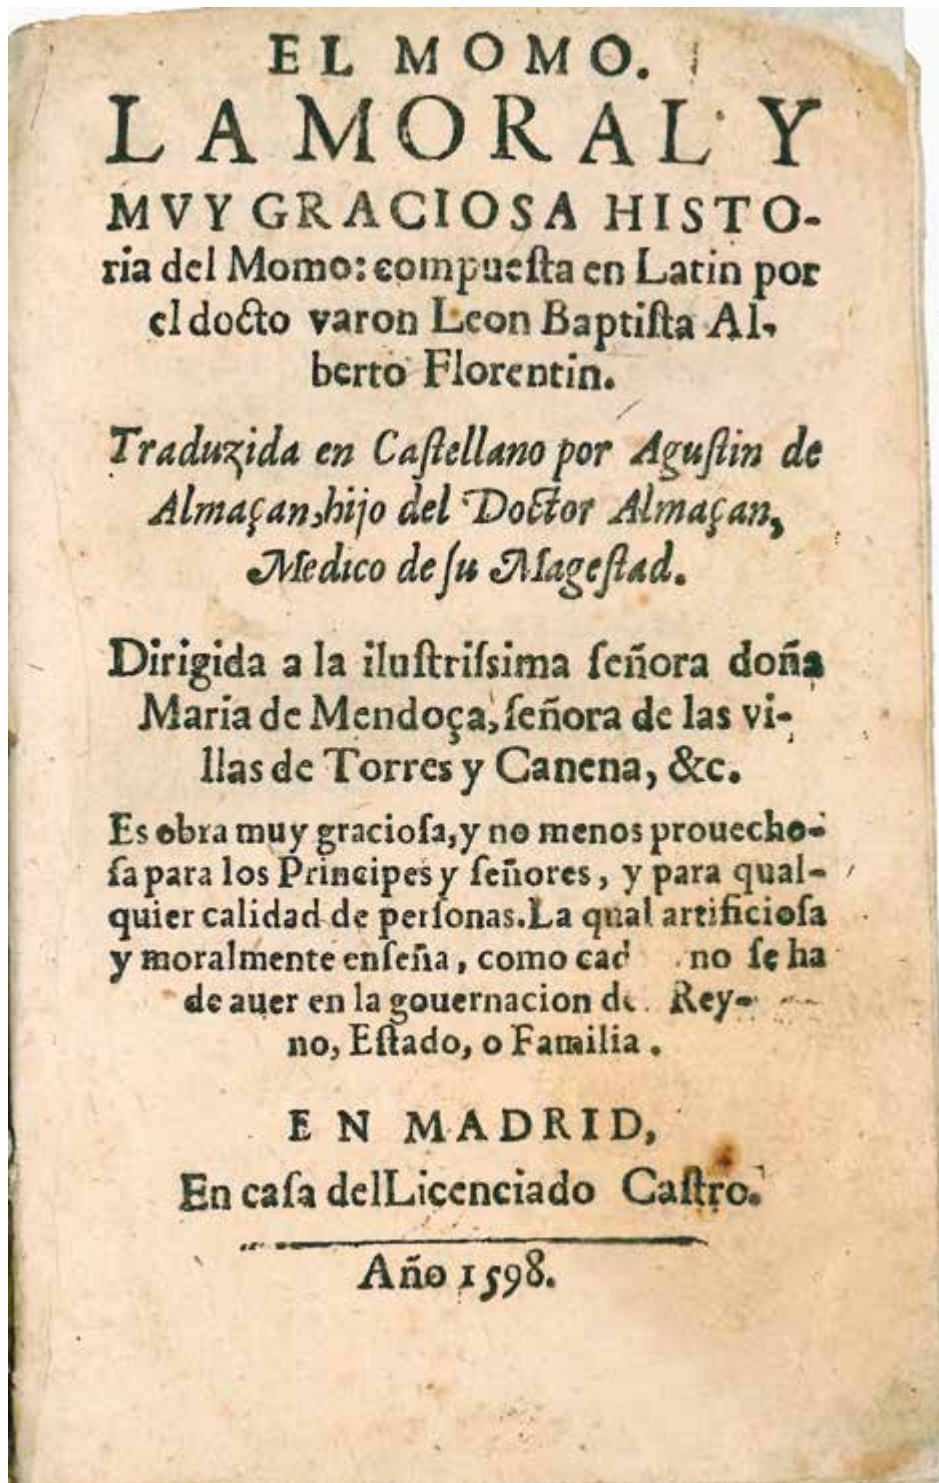 EL MOMO.
LA MORAL Y
MVY GRACIOSA HISTO-
ria del Momo: compueſta en Latin por
el docto varon Leon Baptiſta Al-
berto Florentin.
Traduzida en Caſtellano por Aguſtin de
Almaçan, hijo del Doctor Almaçan,
Medico de ſu Mageſtad.
Dirigida a la iluſtriſsima ſeñora doña
Maria de Mendoça, ſeñora de las vi-
llas de Torres y Canena, &c.
Es obra muy gracioſa, y no menos prouecho-
ſa para los Principes y ſeñores, y para qual-
quier calidad de perſonas. La qual artificioſa
y moralmente enſeña, como cad no ſe ha
de auer en la gouernacion de Rey-
no, Eſtado, o Familia.
EN MADRID,
En caſa del Licenciado Caſtro.
Año 1598.